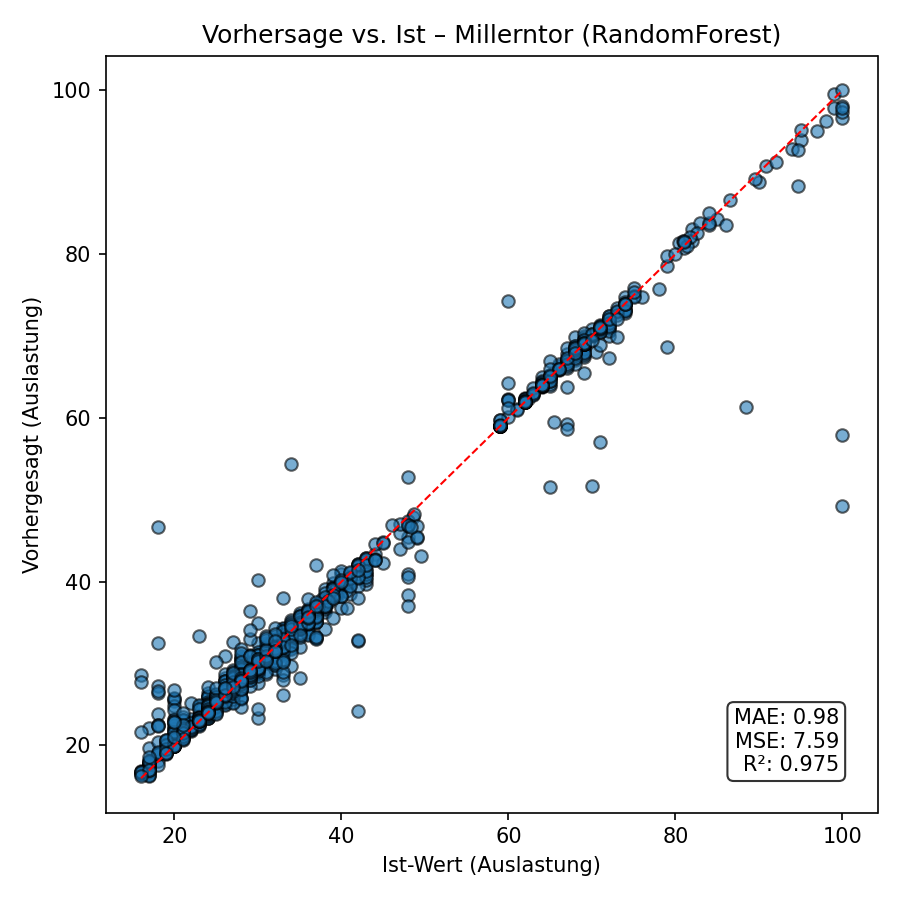 Vorhersage vs. Ist – Millerntor (RandomForest)
Vorhergesagt (Auslastung)
100
80
60
40
20
MAE: 0.98
MSE: 7.59
R²: 0.975
20 40 60 80 100
Ist-Wert (Auslastung)